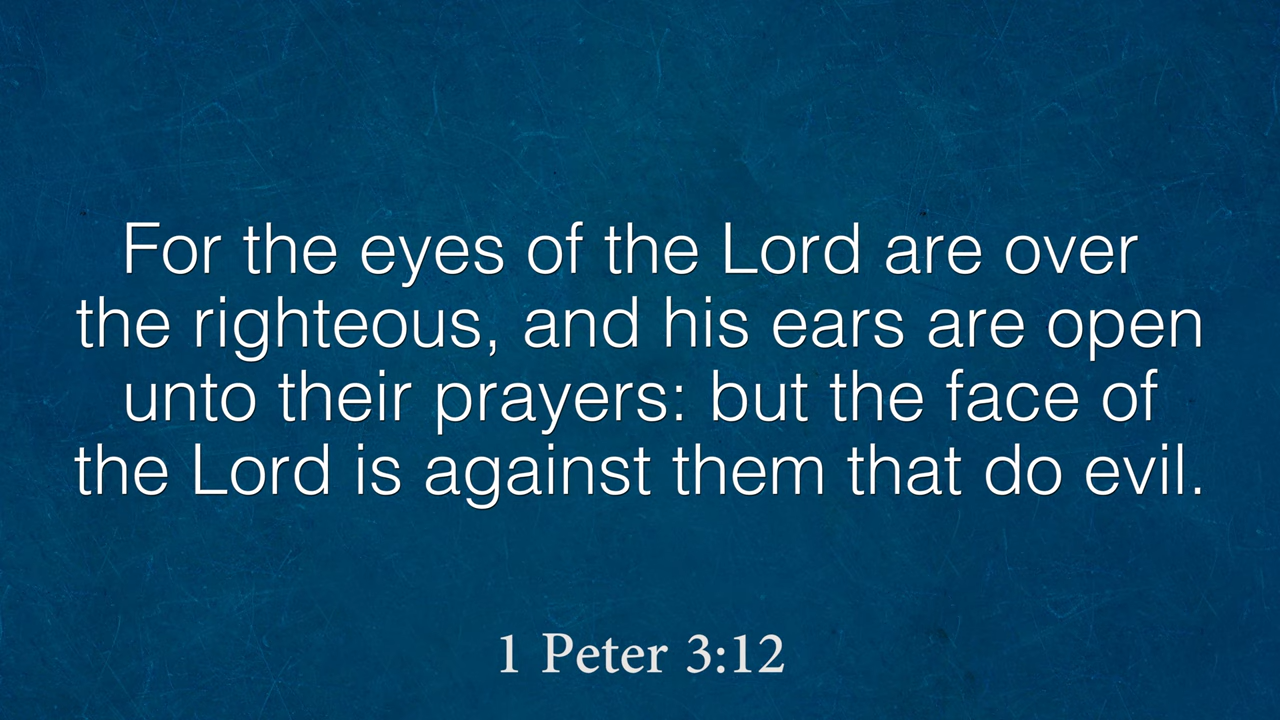 For the eyes of the Lord are over
the righteous, and his ears are open
unto their prayers: but the face of
the Lord is against them that do evil.
1 Peter 3:12